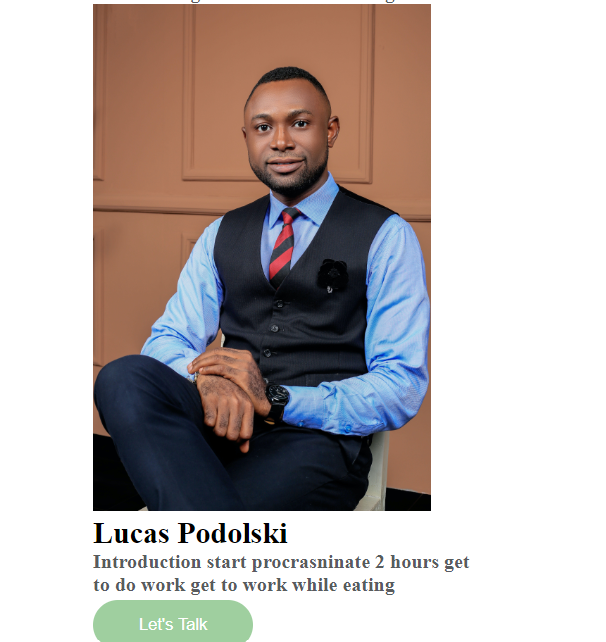 Lucas Podolski
Introduction start procrasninate 2 hours get
to do work get to work while eating
Let's Talk